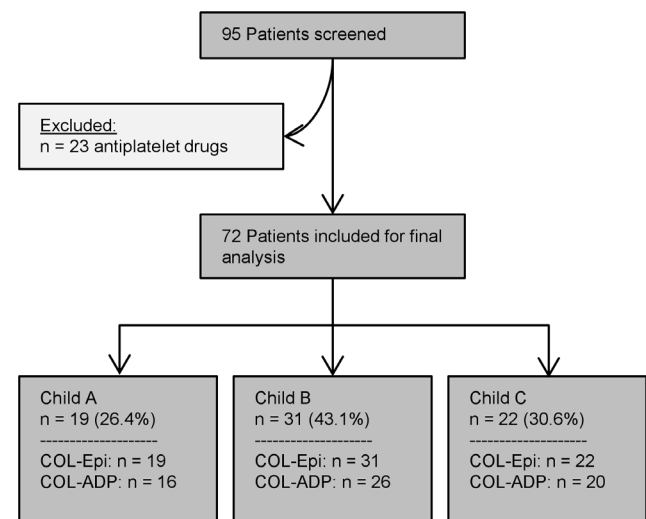 95 Patients screened
Excluded:
n = 23 antiplatelet drugs
72 Patients included for final
analysis
Child A
n = 19 (26.4%)
--------------------
COL-Epi: n = 19
COL-ADP: n = 16
Child B
n = 31 (43.1%)
--------------------
COL-Epi: n = 31
COL-ADP: n = 26
Child C
n = 22 (30.6%)
--------------------
COL-Epi: n = 22
COL-ADP: n = 20